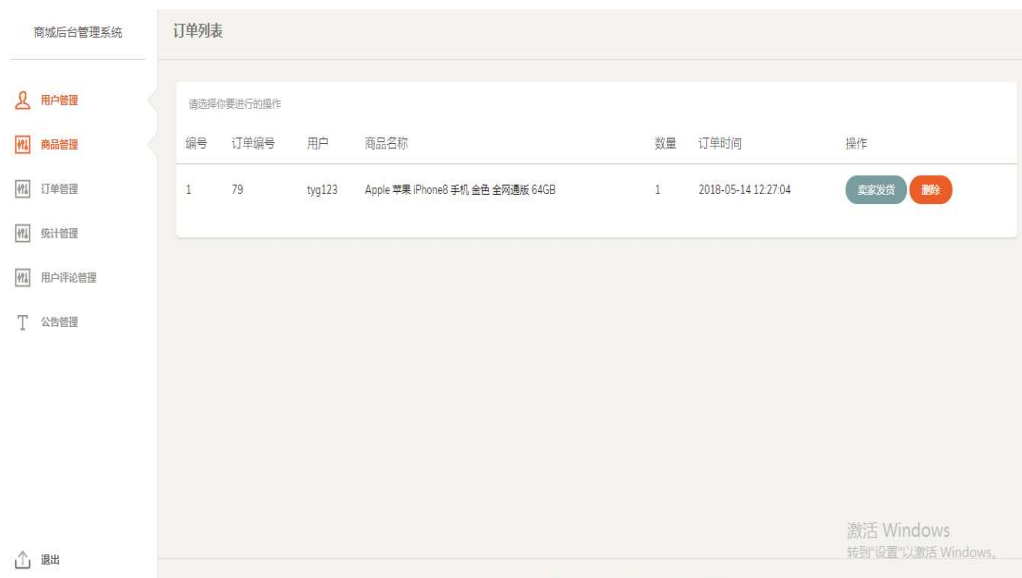 商城后台管理系统
订单列表
用户管理
商品管理
订单管理
统计管理
用户评论管理
公告管理
退出
请选择你要进行的操作
编号 订单编号 用户 商品名称 数量 订单时间 操作
1 79 tyg123 Apple 苹果 iPhone8 手机 金色 全网通版 64GB 1 2018-05-14 12:27:04 卖家发货 删除
激活 Windows
转到"设置"以激活 Windows。